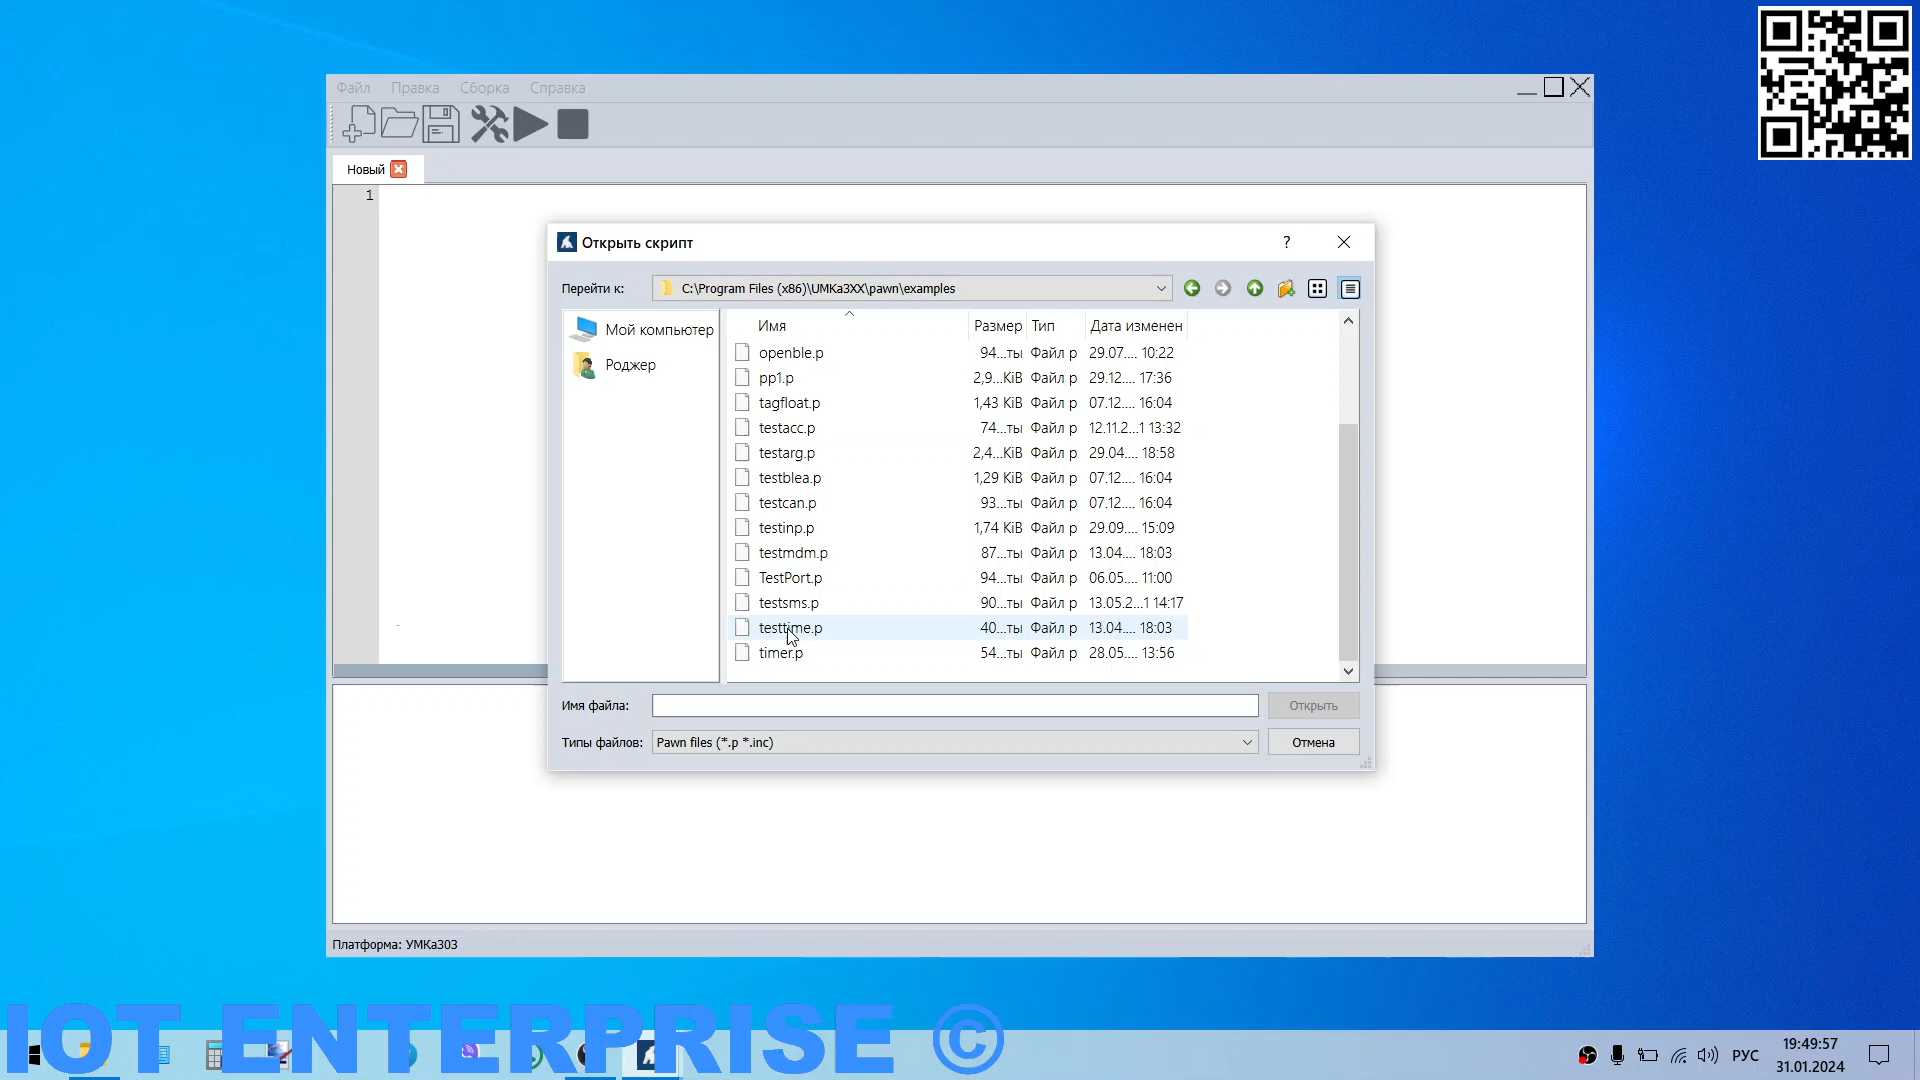 Файл Правка Сборка Справка
Новый
1
Открыть скрипт ?
Перейти к: C:\Program Files (x86)\UMKa3XX\pawn\examples
Мой компьютер
Роджер
Имя Размер Тип Дата изменен
openble.p 94...ты Файл p 29.07.... 10:22
pp1.p 2,9...KiB Файл p 29.12.... 17:36
tagfloat.p 1,43 KiB Файл p 07.12.... 16:04
testacc.p 74...ты Файл p 12.11.2...1 13:32
testarg.p 2,4...KiB Файл p 29.04.... 18:58
testblea.p 1,29 KiB Файл p 07.12.... 16:04
testcan.p 93...ты Файл p 07.12.... 16:04
testinp.p 1,74 KiB Файл p 29.09.... 15:09
testmdm.p 87...ты Файл p 13.04.... 18:03
TestPort.p 94...ты Файл p 06.05.... 11:00
testsms.p 90...ты Файл p 13.05.2...1 14:17
testtime.p 40...ты Файл p 13.04.... 18:03
timer.p 54...ты Файл p 28.05.... 13:56
Имя файла: Открыть
Типы файлов: Pawn files (*.p *.inc) Отмена
Платформа: УМКа303
IOT ENTERPRISE ©
РУС
19:49:57
31.01.2024